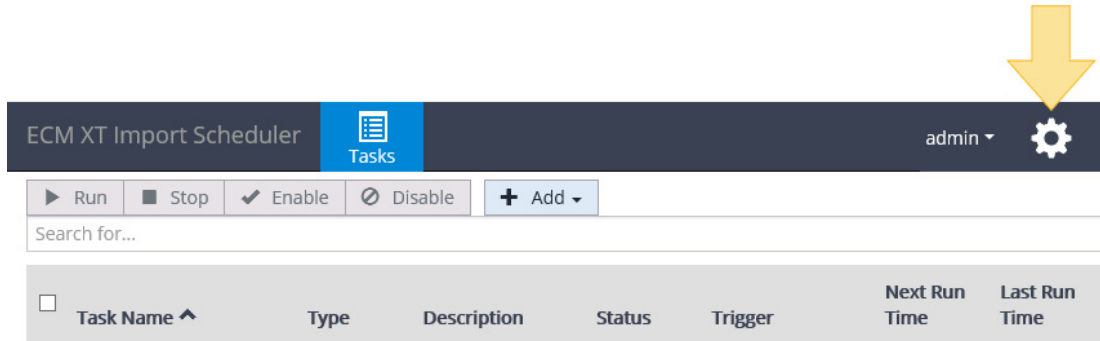 ECM XT Import Scheduler
Tasks
admin
Run Stop Enable Disable Add
Search for...
Task Name Type Description Status Trigger Next Run Time Last Run Time